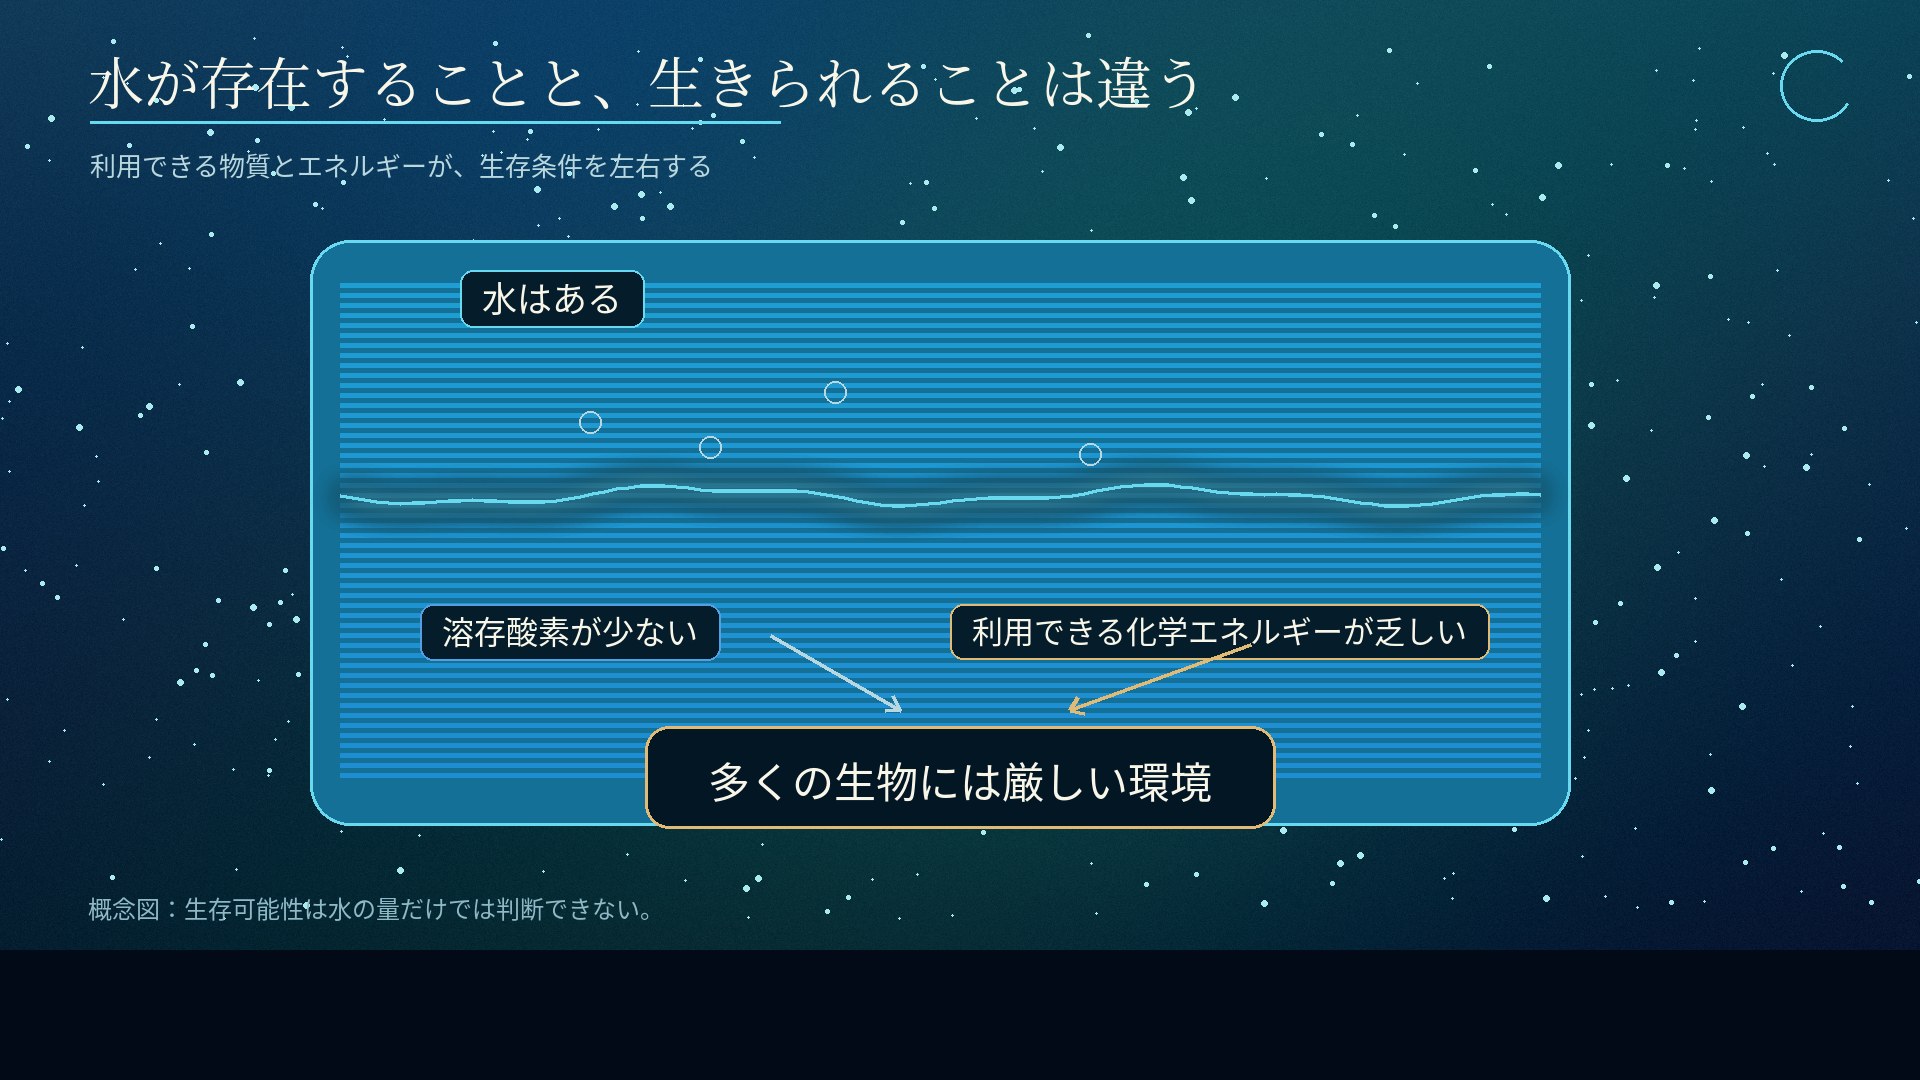 水が存在することと、生きられることは違う
利用できる物質とエネルギーが、生存条件を左右する
水はある
溶存酸素が少ない
利用できる化学エネルギーが乏しい
多くの生物には厳しい環境
概念図：生存可能性は水の量だけでは判断できない。